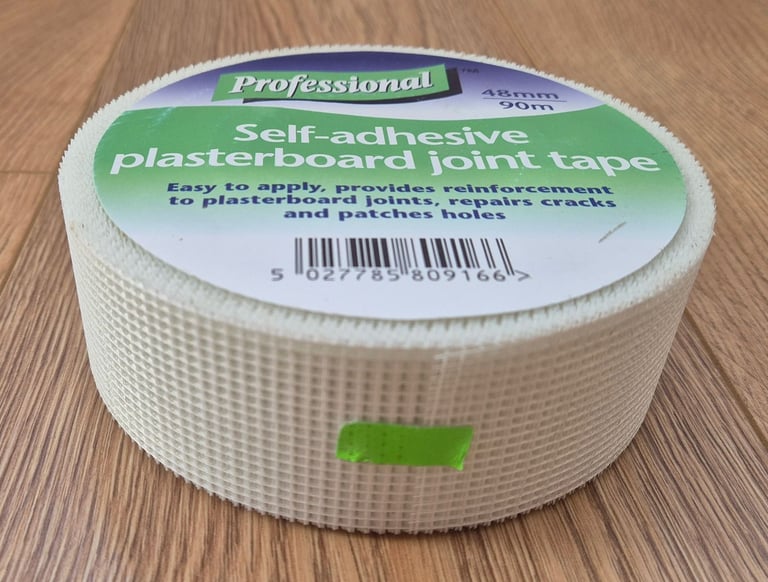 Professional ™
48mm
90m
Self-adhesive
plasterboard joint tape
Easy to apply, provides reinforcement
to plasterboard joints, repairs cracks
and patches holes
5 027785 809166 >